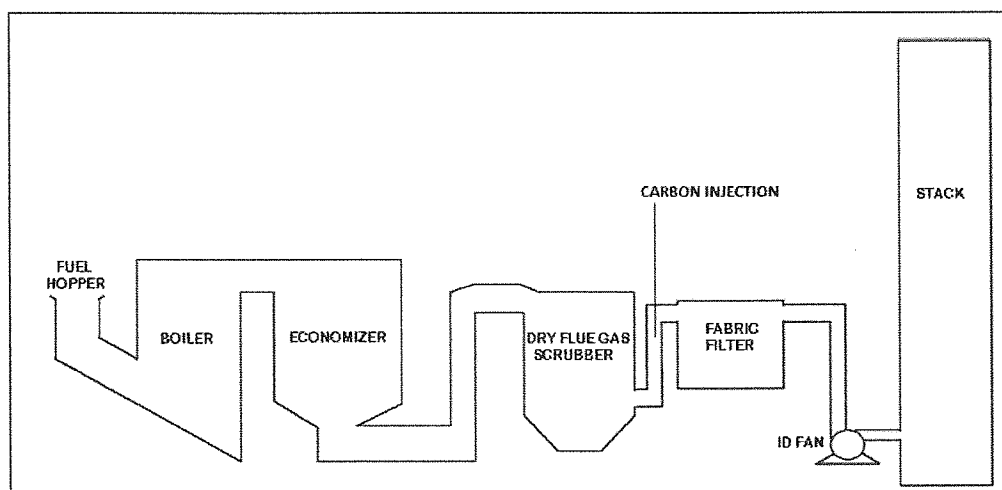 FUEL
HOPPER
BOILER
ECONOMIZER
DRY FLUE GAS
SCRUBBER
CARBON INJECTION
FABRIC
FILTER
ID FAN
STACK